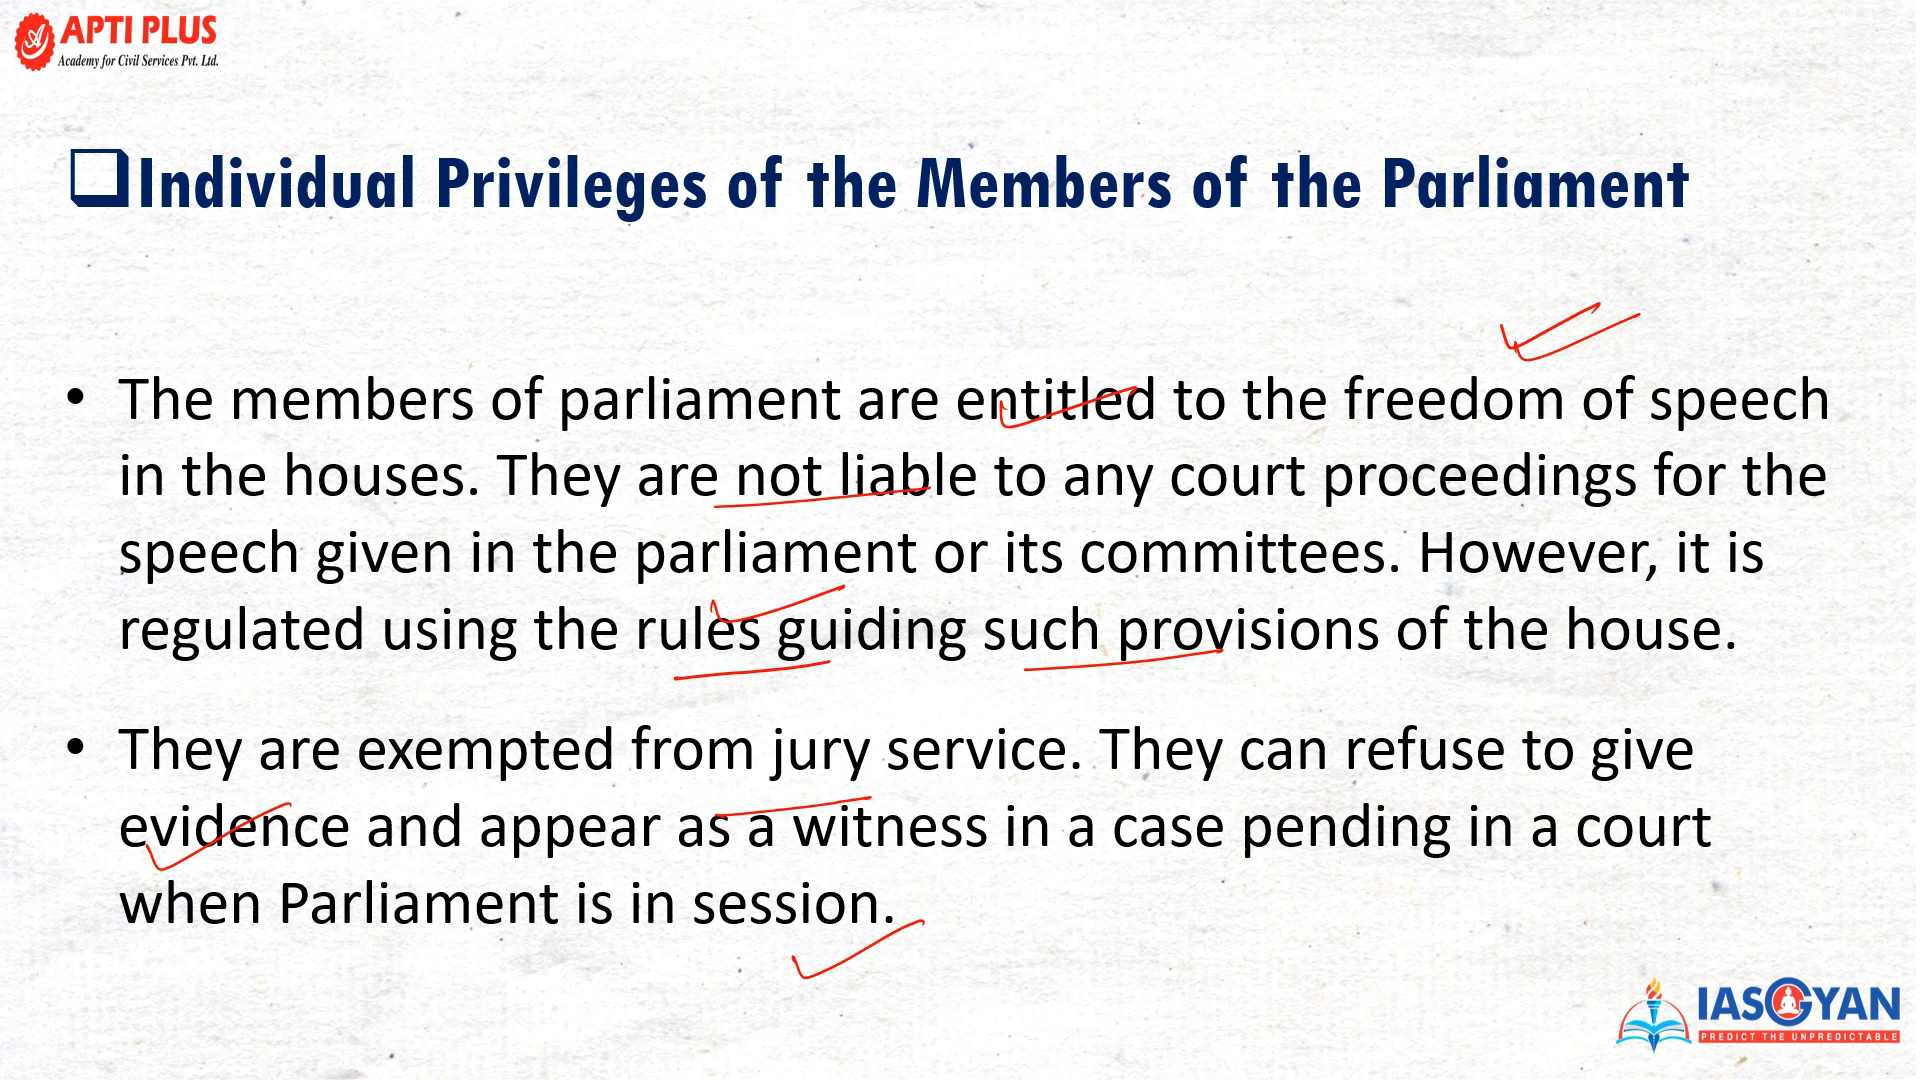 APTI PLUS
Academy for Civil Services Pvt. Ltd.
Individual Privileges of the Members of the Parliament
• The members of parliament are entitled to the freedom of speech
in the houses. They are not liable to any court proceedings for the
speech given in the parliament or its committees. However, it is
regulated using the rules guiding such provisions of the house.
• They are exempted from jury service. They can refuse to give
evidence and appear as a witness in a case pending in a court
when Parliament is in session.
IASGYAN
PREDICT THE UNPREDICTABLE